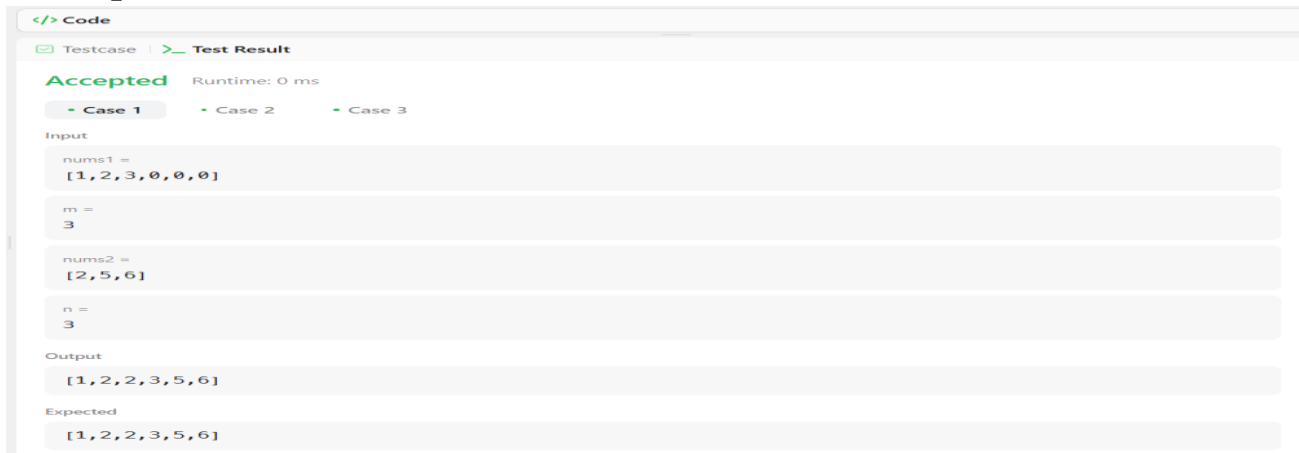 </> Code
Testcase | >_ Test Result
Accepted Runtime: 0 ms
• Case 1 • Case 2 • Case 3
Input
nums1 =
[1,2,3,0,0,0]
m =
3
nums2 =
[2,5,6]
n =
3
Output
[1,2,2,3,5,6]
Expected
[1,2,2,3,5,6]